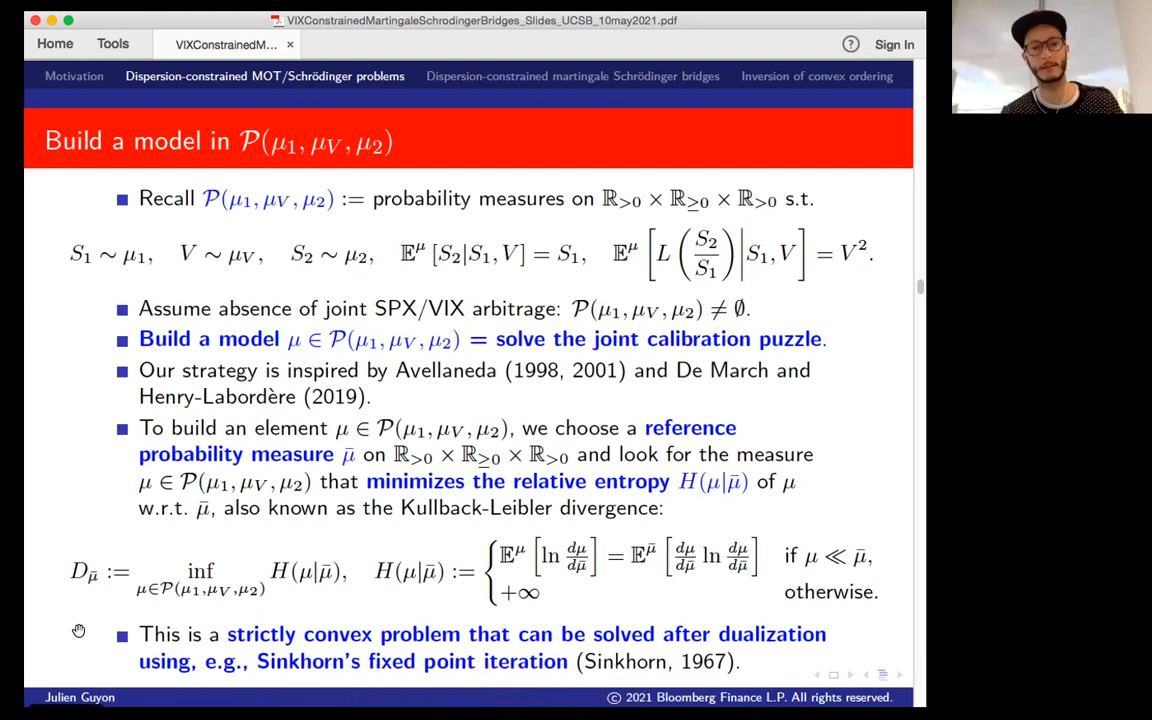 VIXConstrainedMartingaleSchrodingerBridges_Slides_UCSB_10may2021.pdf
Home Tools VIXConstrainedM... × ? Sign In
Motivation Dispersion-constrained MOT/Schrödinger problems Dispersion-constrained martingale Schrödinger bridges Inversion of convex ordering
Build a model in 𝒫(μ₁, μ_V, μ₂)
■ Recall 𝒫(μ₁, μ_V, μ₂) := probability measures on ℝ_{>0} × ℝ_{≥0} × ℝ_{>0} s.t.
S₁ ∼ μ₁, V ∼ μ_V, S₂ ∼ μ₂, 𝔼^μ [S₂|S₁, V] = S₁, 𝔼^μ [L (S₂/S₁) | S₁, V] = V².
■ Assume absence of joint SPX/VIX arbitrage: 𝒫(μ₁, μ_V, μ₂) ≠ ∅.
■ Build a model μ ∈ 𝒫(μ₁, μ_V, μ₂) = solve the joint calibration puzzle.
■ Our strategy is inspired by Avellaneda (1998, 2001) and De March and
Henry-Labordère (2019).
■ To build an element μ ∈ 𝒫(μ₁, μ_V, μ₂), we choose a reference
probability measure μ̄ on ℝ_{>0} × ℝ_{≥0} × ℝ_{>0} and look for the measure
μ ∈ 𝒫(μ₁, μ_V, μ₂) that minimizes the relative entropy H(μ|μ̄) of μ
w.r.t. μ̄, also known as the Kullback-Leibler divergence:
D_μ̄ := inf_{μ∈𝒫(μ₁,μ_V,μ₂)} H(μ|μ̄), H(μ|μ̄) := { 𝔼^μ [ln dμ/dμ̄] = 𝔼^μ̄ [dμ/dμ̄ ln dμ/dμ̄] if μ ≪ μ̄,
+∞ otherwise.
■ This is a strictly convex problem that can be solved after dualization
using, e.g., Sinkhorn's fixed point iteration (Sinkhorn, 1967).
Julien Guyon © 2021 Bloomberg Finance L.P. All rights reserved.